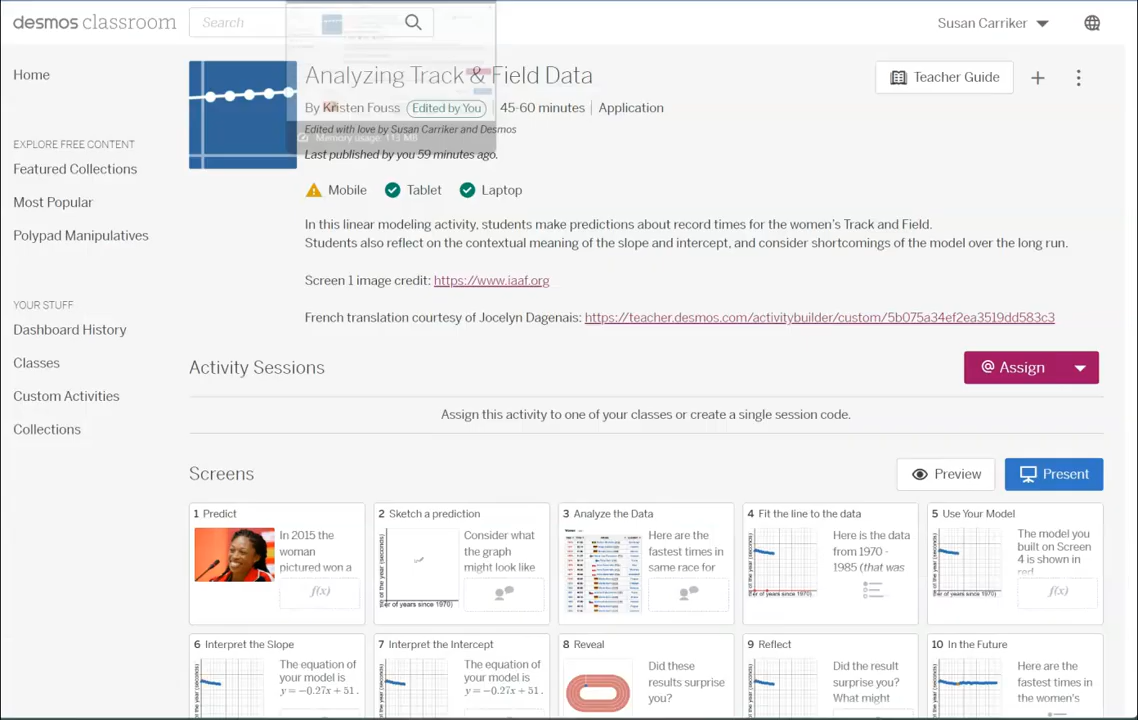 desmos classroom
Search
Susan Carriker
Home
EXPLORE FREE CONTENT
Featured Collections
Most Popular
Polypad Manipulatives
YOUR STUFF
Dashboard History
Classes
Custom Activities
Collections
Analyzing Track & Field Data
Teacher Guide
By Kristen Fouss Edited by You 45-60 minutes Application
Edited with love by Susan Carriker and Desmos
Memory usage: 113 MB
Last published by you 59 minutes ago.
Mobile Tablet Laptop
In this linear modeling activity, students make predictions about record times for the women's Track and Field.
Students also reflect on the contextual meaning of the slope and intercept, and consider shortcomings of the model over the long run.
Screen 1 image credit: https://www.iaaf.org
French translation courtesy of Jocelyn Dagenais: https://teacher.desmos.com/activitybuilder/custom/5b075a34ef2ea3519dd583c3
Activity Sessions
@ Assign
Assign this activity to one of your classes or create a single session code.
Screens
Preview
Present
1 Predict
In 2015 the
woman
pictured won a
f(x)
2 Sketch a prediction
Consider what
the graph
might look like
3 Analyze the Data
Here are the
fastest times in
same race for
4 Fit the line to the data
Here is the data
from 1970 -
1985 (that was
5 Use Your Model
The model you
built on Screen
4 is shown in
red
f(x)
6 Interpret the Slope
The equation of
your model is
y = −0.27x + 51.
7 Interpret the Intercept
The equation of
your model is
y = −0.27x + 51.
8 Reveal
Did these
results surprise
you?
9 Reflect
Did the result
surprise you?
What might
10 In the Future
Here are the
fastest times in
the women's